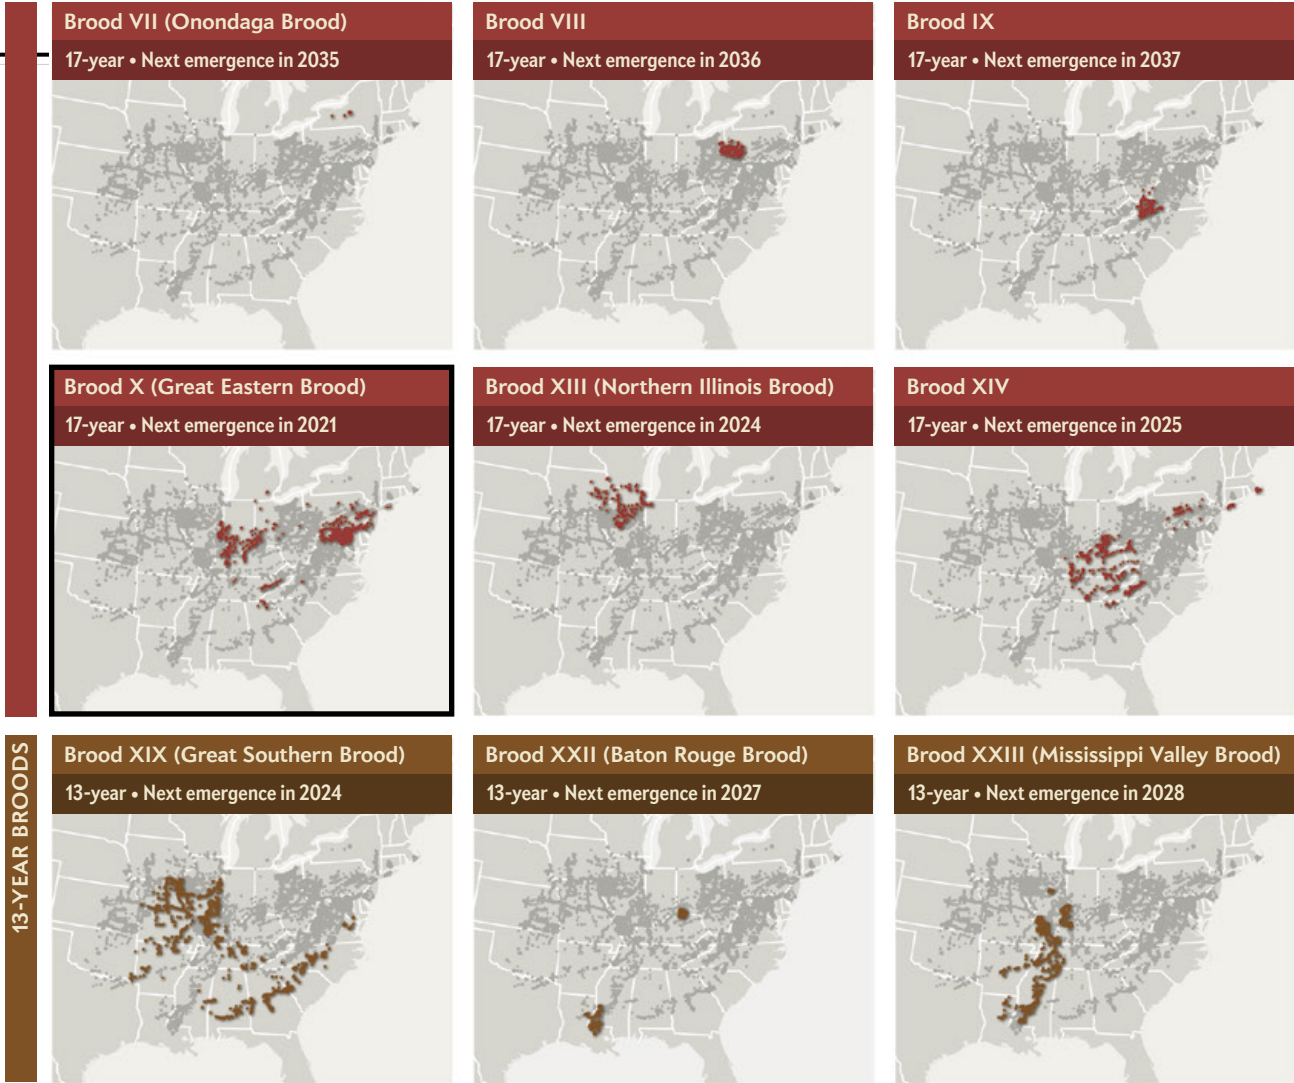 Brood VII (Onondaga Brood)
17-year • Next emergence in 2035
Brood VIII
17-year • Next emergence in 2036
Brood IX
17-year • Next emergence in 2037
Brood X (Great Eastern Brood)
17-year • Next emergence in 2021
Brood XIII (Northern Illinois Brood)
17-year • Next emergence in 2024
Brood XIV
17-year • Next emergence in 2025
13-YEAR BROODS
Brood XIX (Great Southern Brood)
13-year • Next emergence in 2024
Brood XXII (Baton Rouge Brood)
13-year • Next emergence in 2027
Brood XXIII (Mississippi Valley Brood)
13-year • Next emergence in 2028